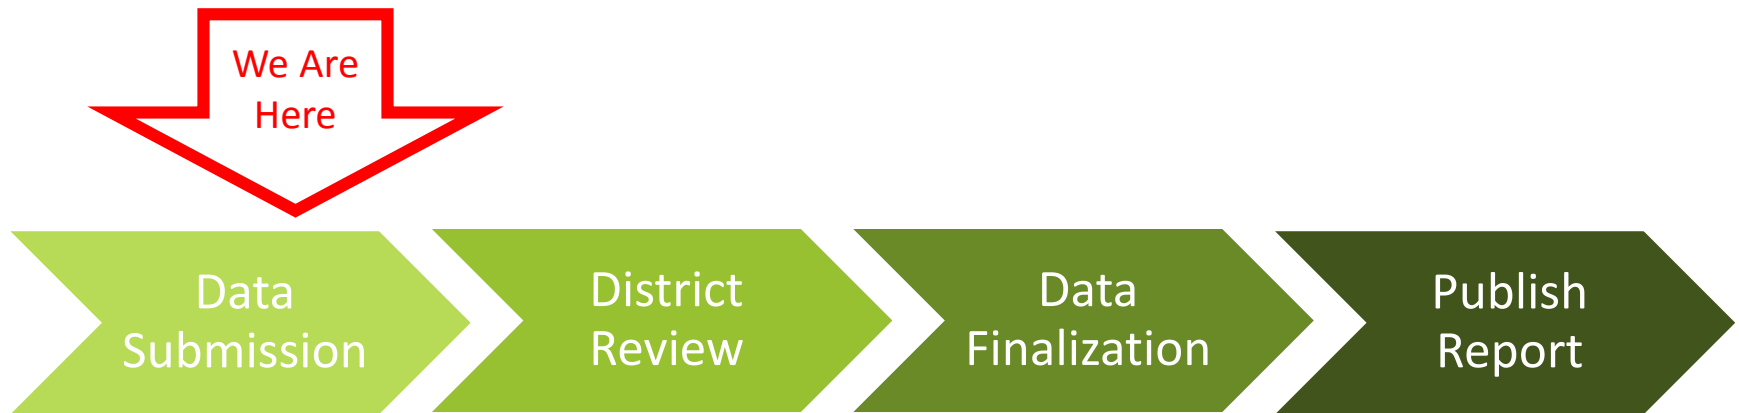 We Are
Here
Data
Submission
District
Review
Data
Finalization
Publish
Report